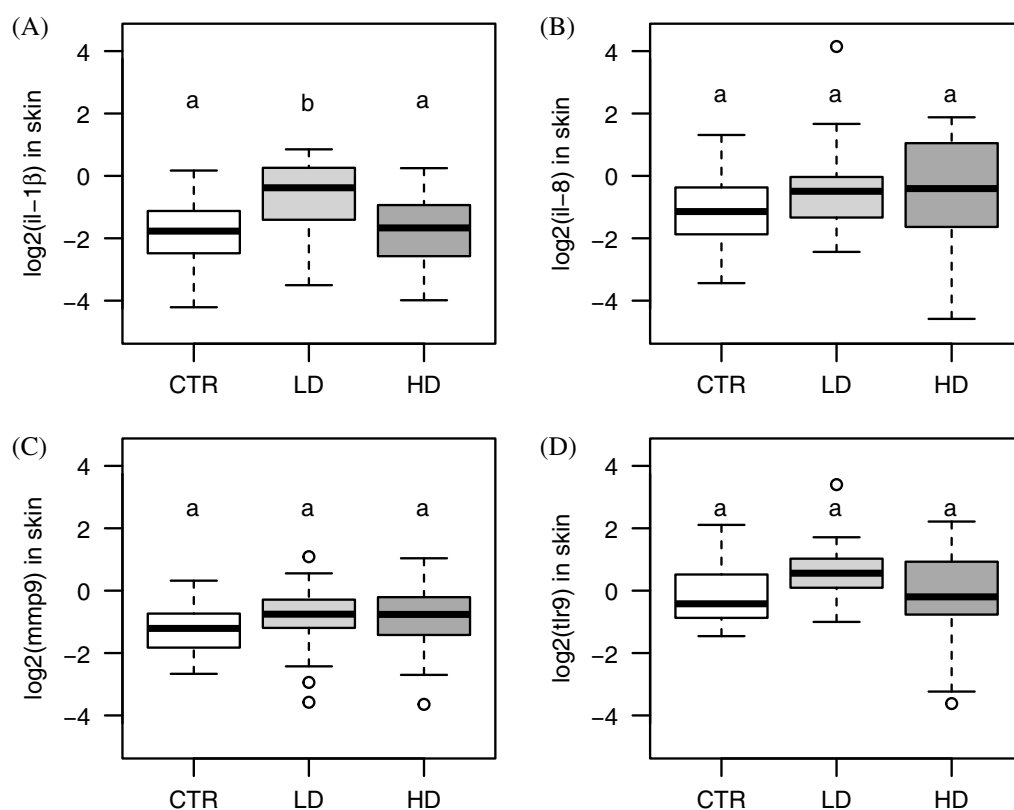 (A)
log2(il−1β) in skin
4
2
0
−2
−4
a b a
CTR LD HD
(B)
log2(il−8) in skin
4
2
0
−2
−4
a a a
CTR LD HD
(C)
log2(mmp9) in skin
4
2
0
−2
−4
a a a
CTR LD HD
(D)
log2(tlr9) in skin
4
2
0
−2
−4
a a a
CTR LD HD